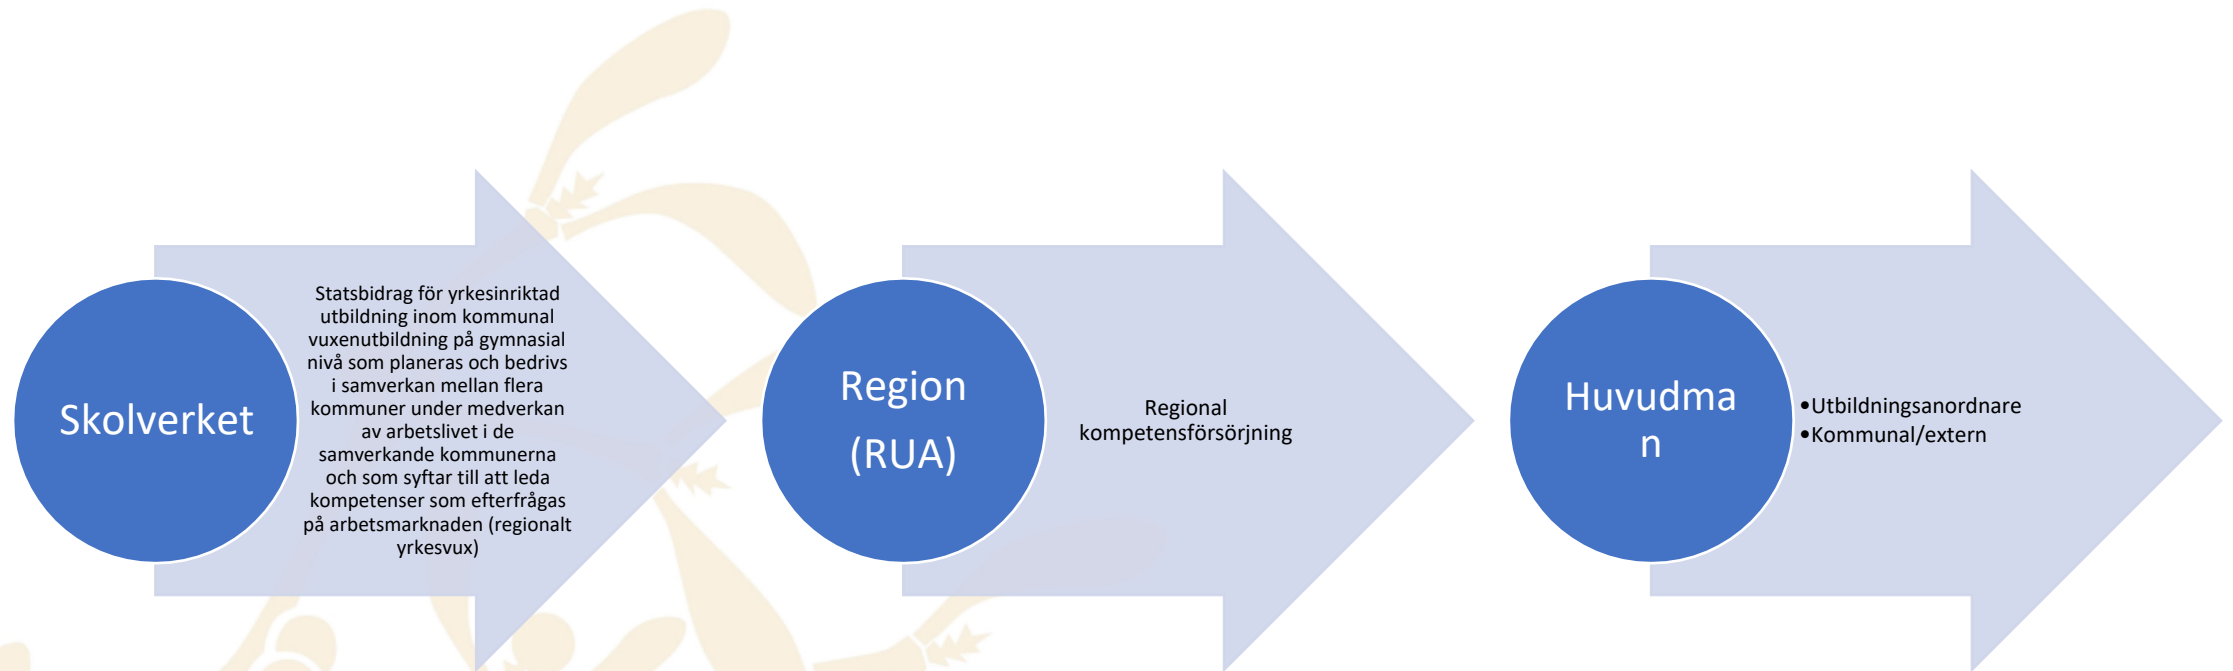 Skolverket
Statsbidrag för yrkesinriktad
utbildning inom kommunal
vuxenutbildning på gymnasial
nivå som planeras och bedrivs
i samverkan mellan flera
kommuner under medverkan
av arbetslivet i de
samverkande kommunerna
och som syftar till att leda
kompetenser som efterfrågas
på arbetsmarknaden (regionalt
yrkesvux)
Region
(RUA)
Regional
kompetensförsörjning
Huvudma
n
•Utbildningsanordnare
•Kommunal/extern